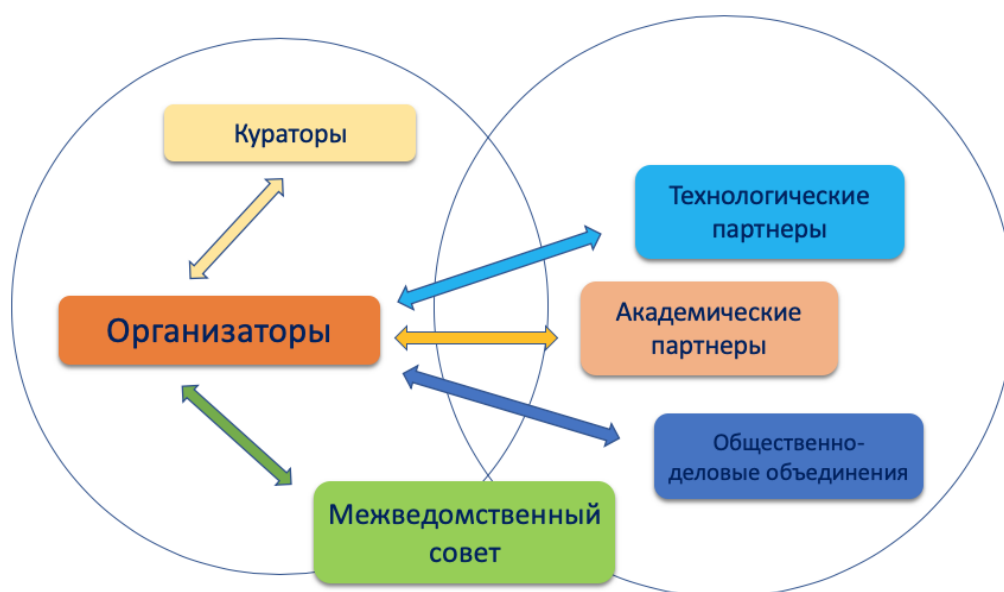 Кураторы
Технологические
партнеры
Организаторы
Академические
партнеры
Общественно-
деловые объединения
Межведомственный
совет